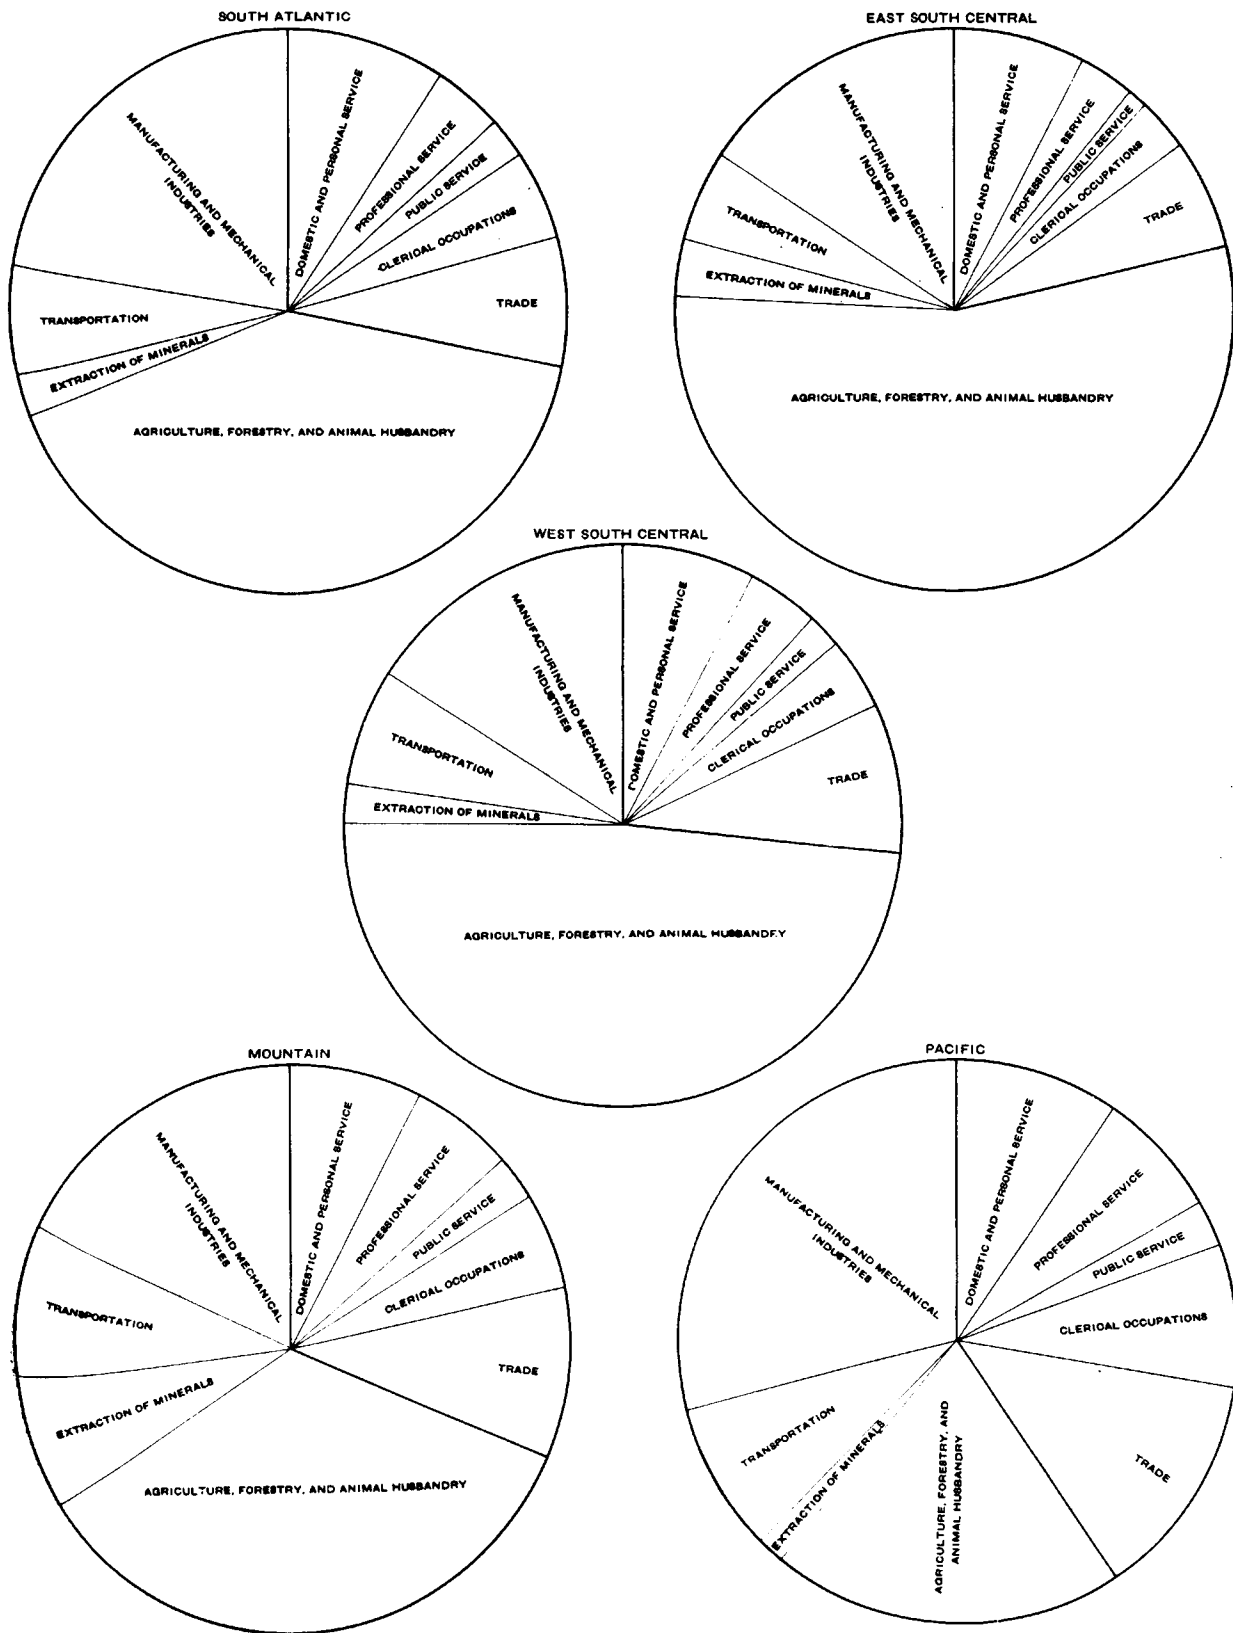 SOUTH ATLANTIC
MANUFACTURING AND MECHANICAL
INDUSTRIES
DOMESTIC AND PERSONAL SERVICE
PROFESSIONAL SERVICE
PUBLIC SERVICE
CLERICAL OCCUPATIONS
TRADE
TRANSPORTATION
EXTRACTION OF MINERALS
AGRICULTURE, FORESTRY, AND ANIMAL HUSBANDRY
EAST SOUTH CENTRAL
MANUFACTURING AND MECHANICAL
INDUSTRIES
DOMESTIC AND PERSONAL SERVICE
PROFESSIONAL SERVICE
PUBLIC SERVICE
CLERICAL OCCUPATIONS
TRADE
TRANSPORTATION
EXTRACTION OF MINERALS
AGRICULTURE, FORESTRY, AND ANIMAL HUSBANDRY
WEST SOUTH CENTRAL
MANUFACTURING AND MECHANICAL
INDUSTRIES
DOMESTIC AND PERSONAL SERVICE
PROFESSIONAL SERVICE
PUBLIC SERVICE
CLERICAL OCCUPATIONS
TRADE
TRANSPORTATION
EXTRACTION OF MINERALS
AGRICULTURE, FORESTRY, AND ANIMAL HUSBANDRY
MOUNTAIN
MANUFACTURING AND MECHANICAL
INDUSTRIES
DOMESTIC AND PERSONAL SERVICE
PROFESSIONAL SERVICE
PUBLIC SERVICE
CLERICAL OCCUPATIONS
TRADE
TRANSPORTATION
EXTRACTION OF MINERALS
AGRICULTURE, FORESTRY, AND ANIMAL HUSBANDRY
PACIFIC
MANUFACTURING AND MECHANICAL
INDUSTRIES
DOMESTIC AND PERSONAL SERVICE
PROFESSIONAL SERVICE
PUBLIC SERVICE
CLERICAL OCCUPATIONS
TRADE
TRANSPORTATION
EXTRACTION OF MINERALS
AGRICULTURE, FORESTRY, AND
ANIMAL HUSBANDRY